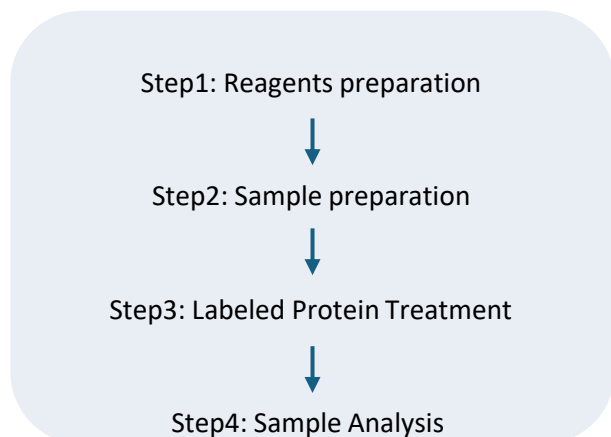 Step1: Reagents preparation
Step2: Sample preparation
Step3: Labeled Protein Treatment
Step4: Sample Analysis